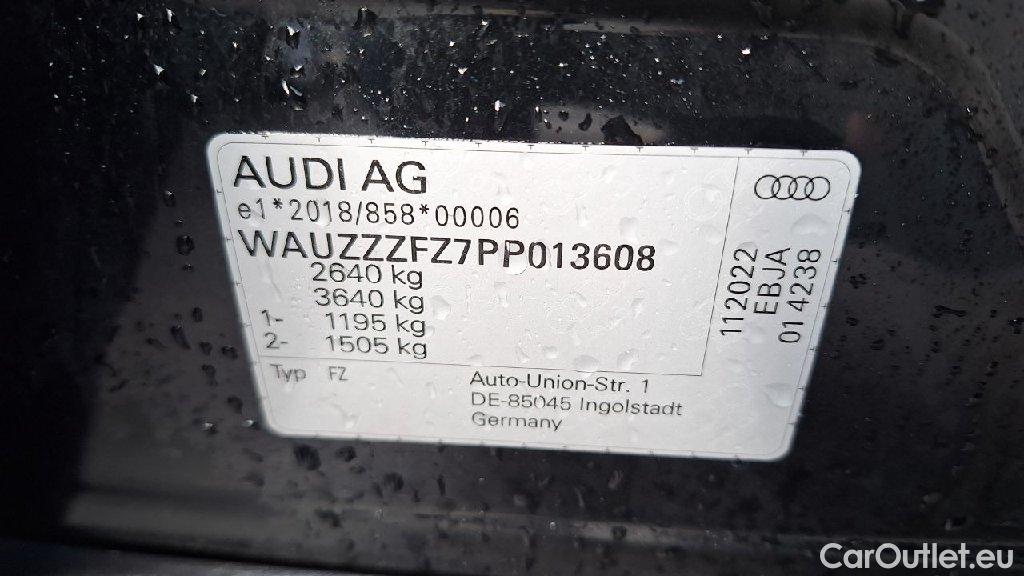 AUDI AG
e1*2018/858*00006
WAUZZZFZ7PP013608
2640 kg
3640 kg
1- 1195 kg
2- 1505 kg
Typ FZ
Auto-Union-Str. 1
DE-85045 Ingolstadt
Germany
112022
EBJA
014238
CarOutlet.eu